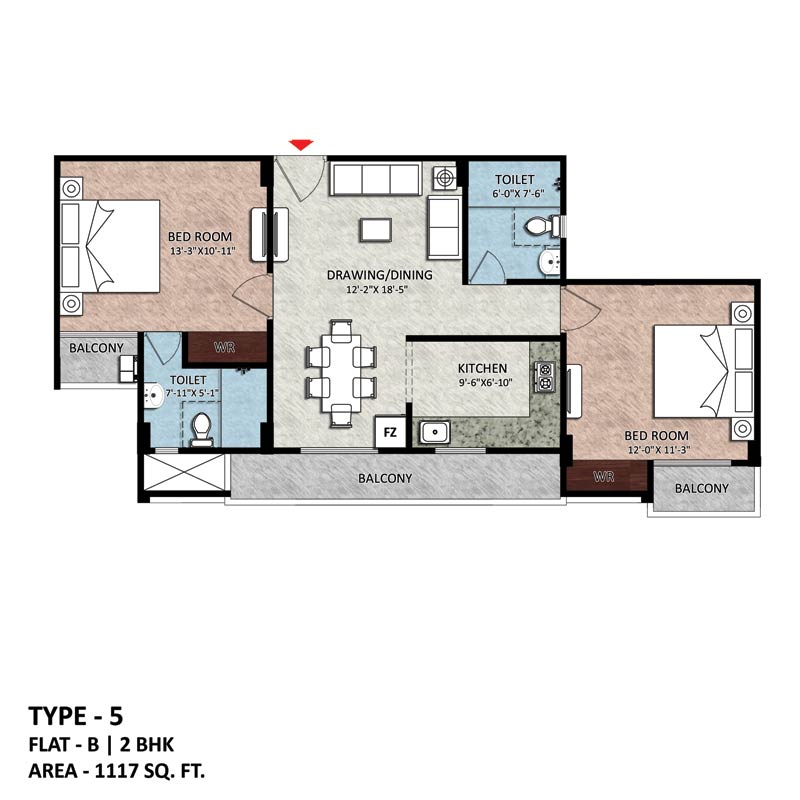 TOILET
6'-0"X 7'-6"
BED ROOM
13'-3"X10'-11"
DRAWING/DINING
12'-2"X 18'-5"
BALCONY
WR
TOILET
7'-11"X 5'-1"
KITCHEN
9'-6"X6'-10"
FZ
BED ROOM
12'-0"X 11'-3"
WR
BALCONY
BALCONY
TYPE - 5
FLAT - B | 2 BHK
AREA - 1117 SQ. FT.